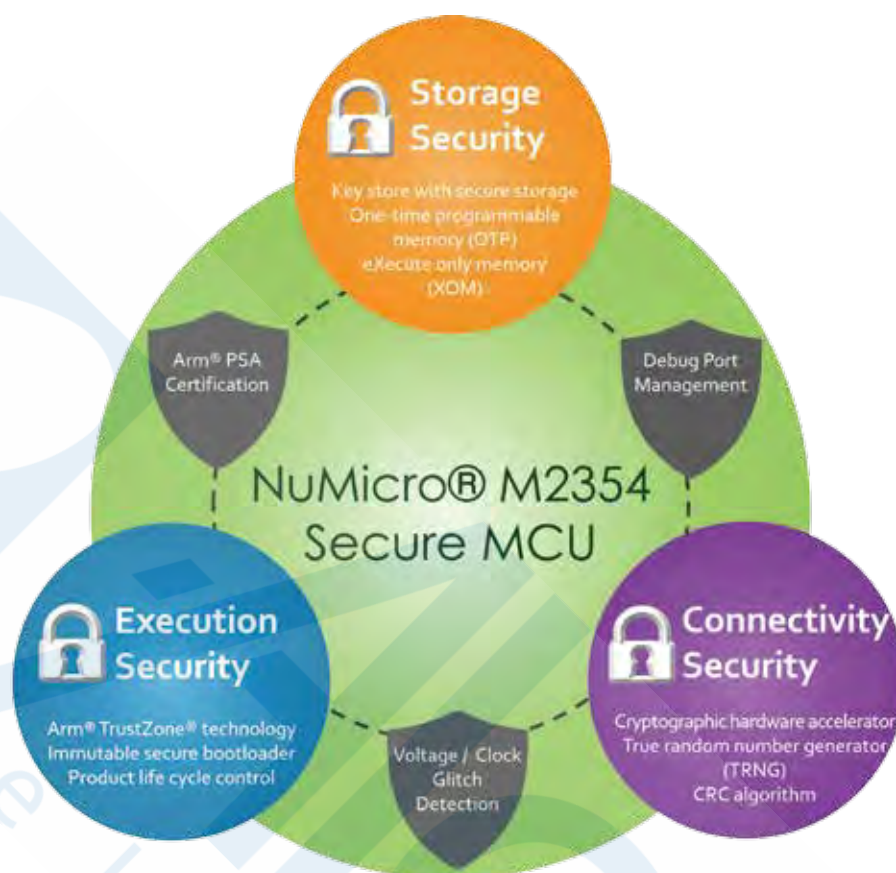 Storage
Security
Key store with secure storage
One-time programmable
memory (OTP)
eXecute only memory
(XOM)
Arm® PSA
Certification
Debug Port
Management
NuMicro® M2354
Secure MCU
Execution
Security
Arm® TrustZone® technology
Immutable secure bootloader
Product life cycle control
Voltage / Clock
Glitch
Detection
Connectivity
Security
Cryptographic hardware accelerator
True random number generator
(TRNG)
CRC algorithm